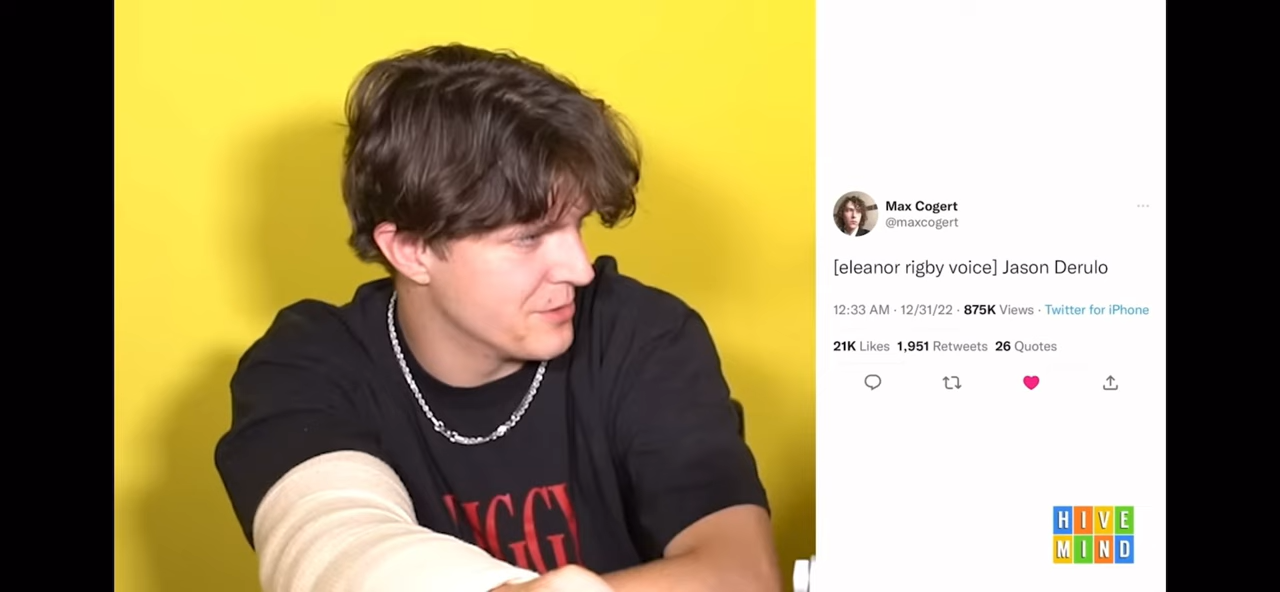 Max Cogert
@maxcogert
[eleanor rigby voice] Jason Derulo
12:33 AM · 12/31/22 · 875K Views · Twitter for iPhone
21K Likes 1,951 Retweets 26 Quotes
HIVE
MIND